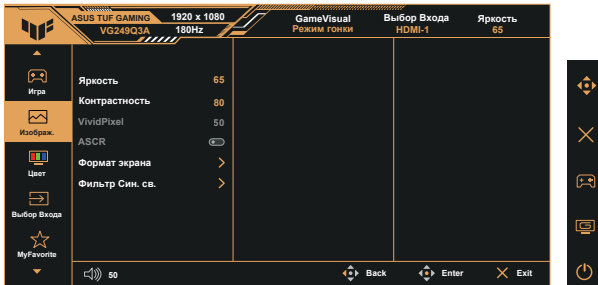 ASUS TUF GAMING 1920 x 1080 GameVisual Выбор Входа Яркость
VG249Q3A 180Hz Режим гонки HDMI-1 65
Игра
Изображ.
Цвет
Выбор Входа
MyFavorite
Яркость 65
Контрастность 80
VividPixel 50
ASCR
Формат экрана
Фильтр Син. св.
50 Back Enter Exit